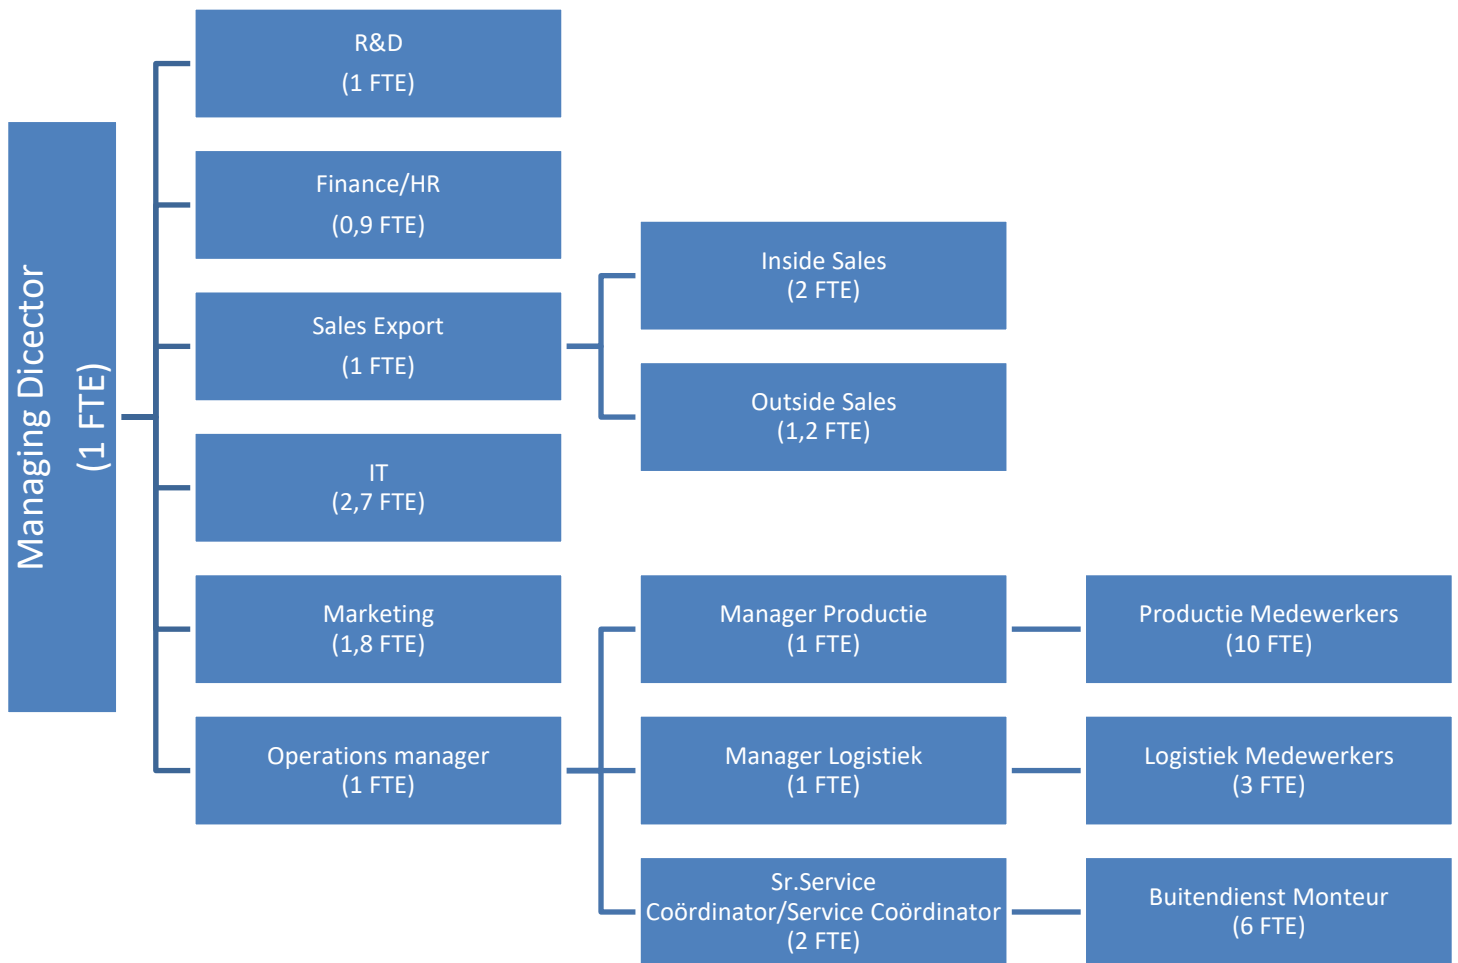 Managing Dicector
(1 FTE)
R&D
(1 FTE)
Finance/HR
(0,9 FTE)
Sales Export
(1 FTE)
Inside Sales
(2 FTE)
Outside Sales
(1,2 FTE)
IT
(2,7 FTE)
Marketing
(1,8 FTE)
Operations manager
(1 FTE)
Manager Productie
(1 FTE)
Productie Medewerkers
(10 FTE)
Manager Logistiek
(1 FTE)
Logistiek Medewerkers
(3 FTE)
Sr.Service
Coördinator/Service Coördinator
(2 FTE)
Buitendienst Monteur
(6 FTE)